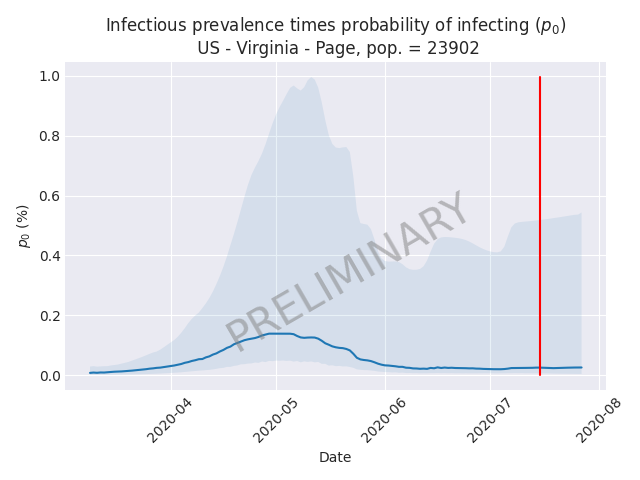 Infectious prevalence times probability of infecting (p₀)
US - Virginia - Page, pop. = 23902
1.0
0.8
0.6
0.4
0.2
0.0
p₀ (%)
PRELIMINARY
2020-04
2020-05
2020-06
2020-07
2020-08
Date